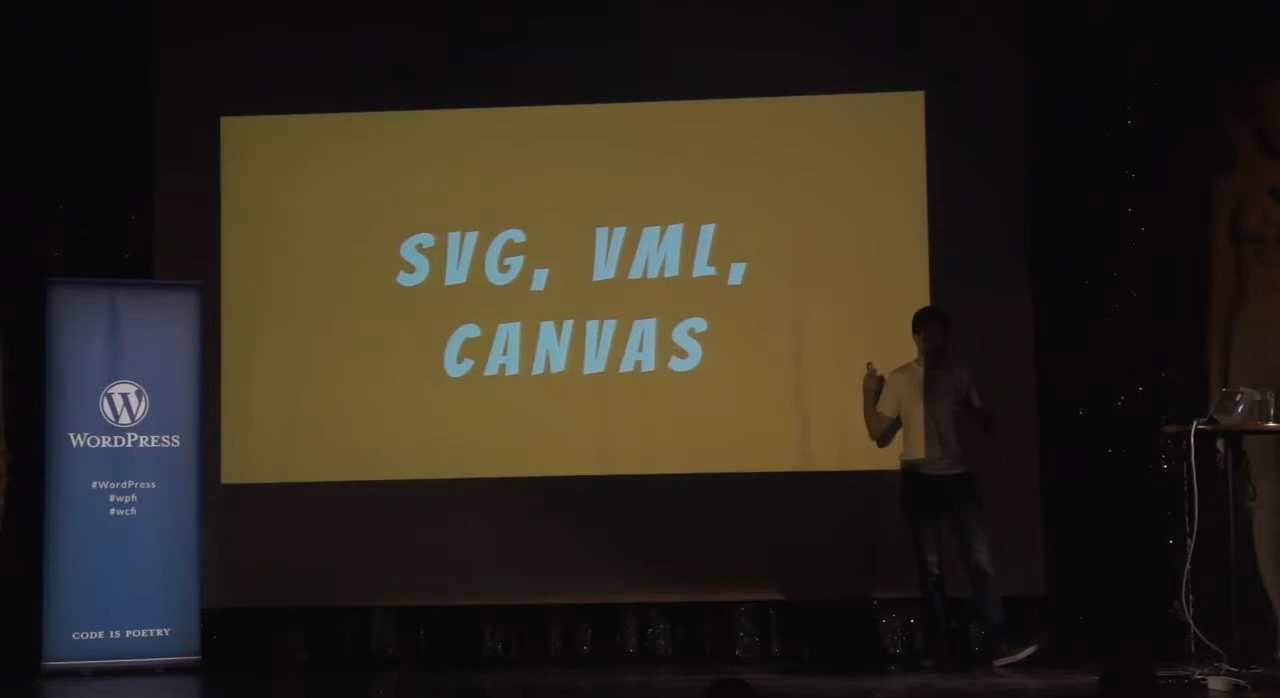 SVG, VML,
CANVAS
WORDPRESS
#WordPress
#wpfi
#wcfi
CODE IS POETRY